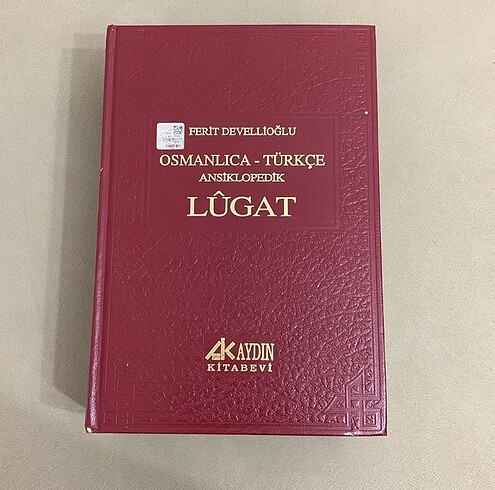 FERİT DEVELLİOĞLU
OSMANLICA - TÜRKÇE
ANSİKLOPEDİK
LÛGAT
AYDIN
KİTABEVİ